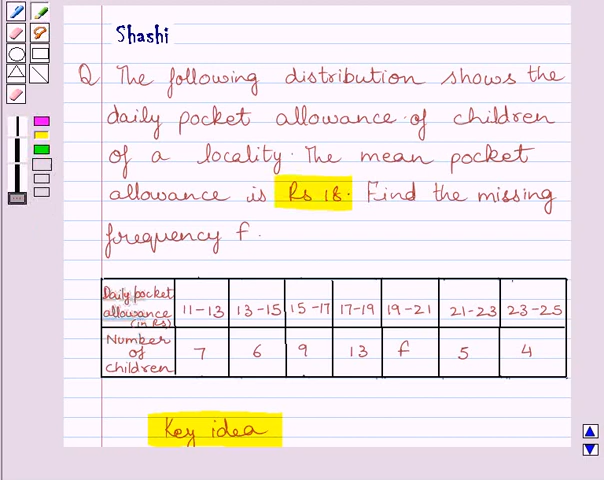 Shashi
Q The following distribution shows the
daily pocket allowance of children
of a locality. The mean pocket
allowance is Rs 18. Find the missing
frequency f.
Daily pocket allowance (in Rs) 11-13 13-15 15-17 17-19 19-21 21-23 23-25
Number of children 7 6 9 13 f 5 4
Key idea